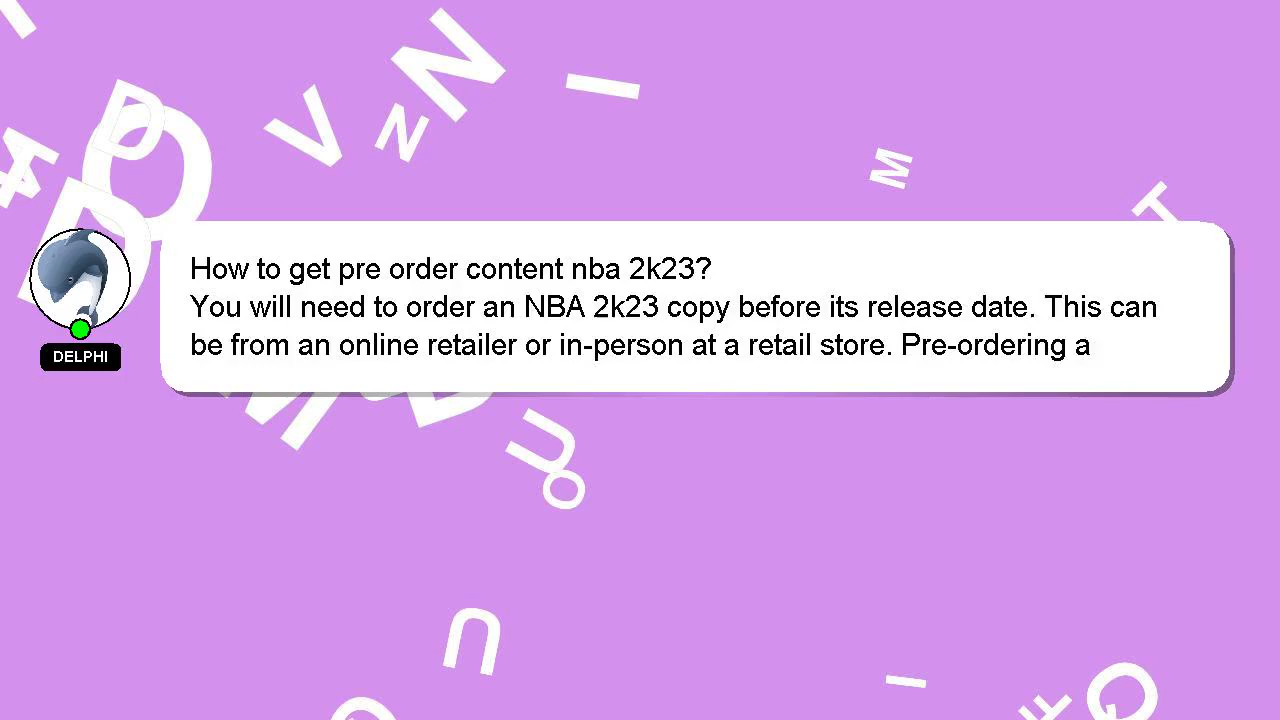 How to get pre order content nba 2k23?
You will need to order an NBA 2k23 copy before its release date. This can
be from an online retailer or in-person at a retail store. Pre-ordering a
DELPHI